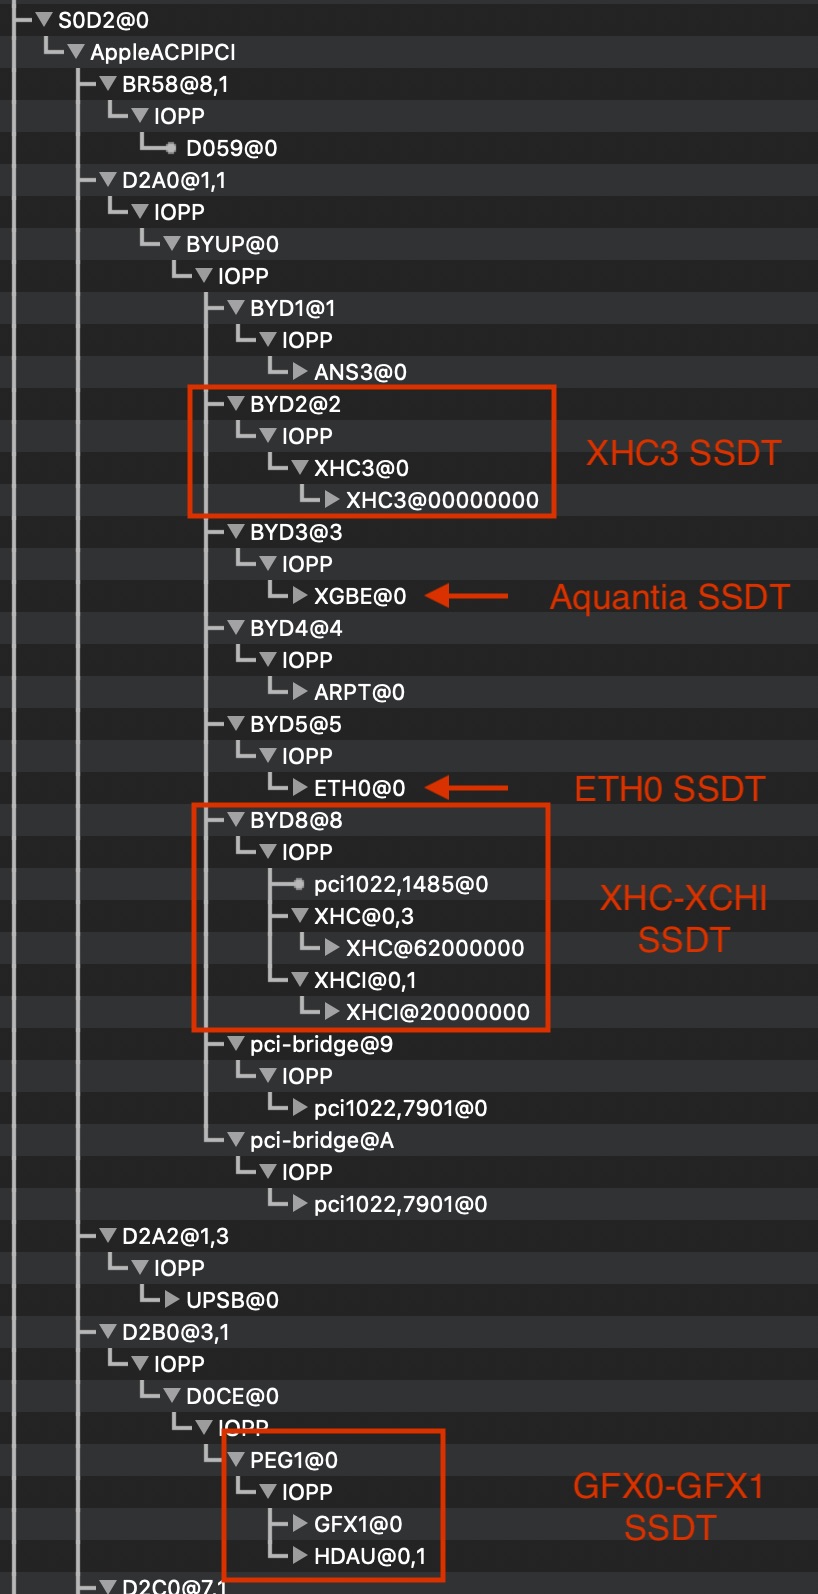 S0D2@0
AppleACPIPCI
BR58@8,1
IOPP
D059@0
D2A0@1,1
IOPP
BYUP@0
IOPP
BYD1@1
IOPP
ANS3@0
BYD2@2
IOPP
XHC3@0
XHC3 SSDT
XHC3@00000000
BYD3@3
IOPP
XGBE@0
Aquantia SSDT
BYD4@4
IOPP
ARPT@0
BYD5@5
IOPP
ETH0@0
ETH0 SSDT
BYD8@8
IOPP
pci1022,1485@0
XHC@0,3
XHC@62000000
XHCI@0,1
XHCI@20000000
XHC-XCHI
SSDT
pci-bridge@9
IOPP
pci1022,7901@0
pci-bridge@A
IOPP
pci1022,7901@0
D2A2@1,3
IOPP
UPSB@0
D2B0@3,1
IOPP
D0CE@0
IOPP
PEG1@0
IOPP
GFX1@0
HDAU@0,1
GFX0-GFX1
SSDT
D2C0@7,1